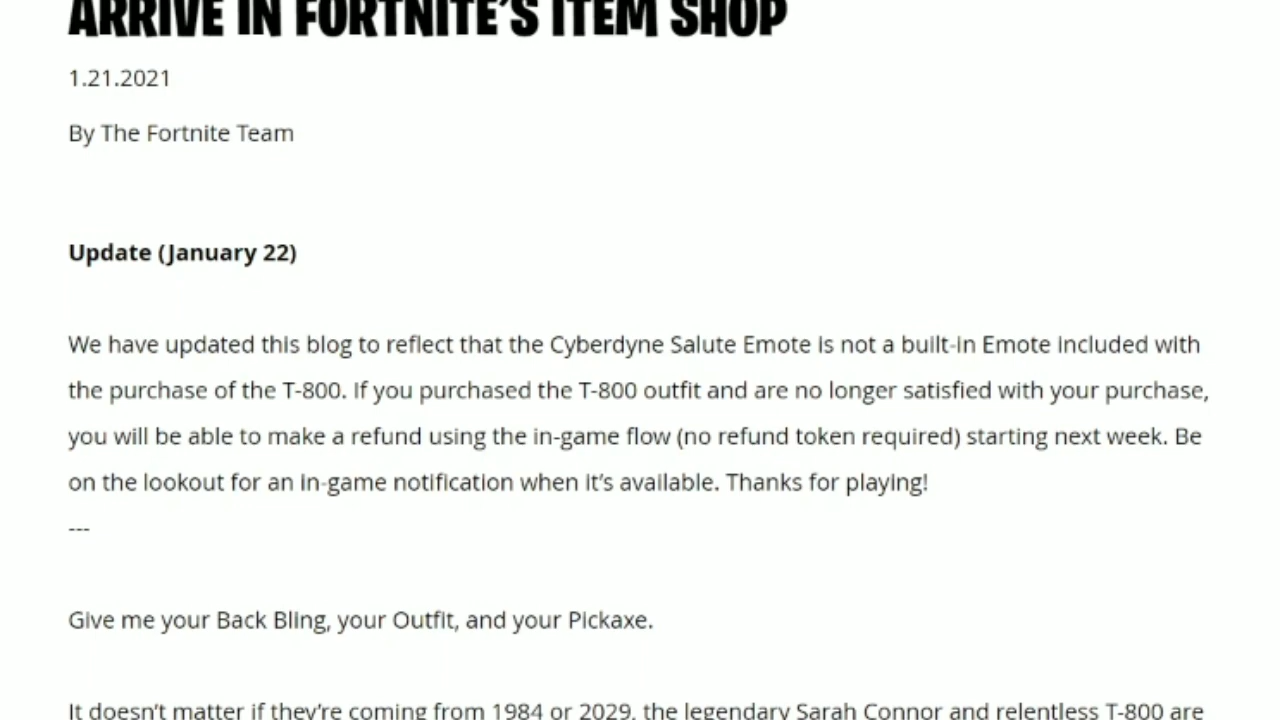 ARRIVE IN FORTNITE'S ITEM SHOP
1.21.2021
By The Fortnite Team
Update (January 22)
We have updated this blog to reflect that the Cyberdyne Salute Emote is not a built-in Emote included with
the purchase of the T-800. If you purchased the T-800 outfit and are no longer satisfied with your purchase,
you will be able to make a refund using the in-game flow (no refund token required) starting next week. Be
on the lookout for an in-game notification when it's available. Thanks for playing!
---
Give me your Back Bling, your Outfit, and your Pickaxe.
It doesn't matter if they're coming from 1984 or 2029, the legendary Sarah Connor and relentless T-800 are